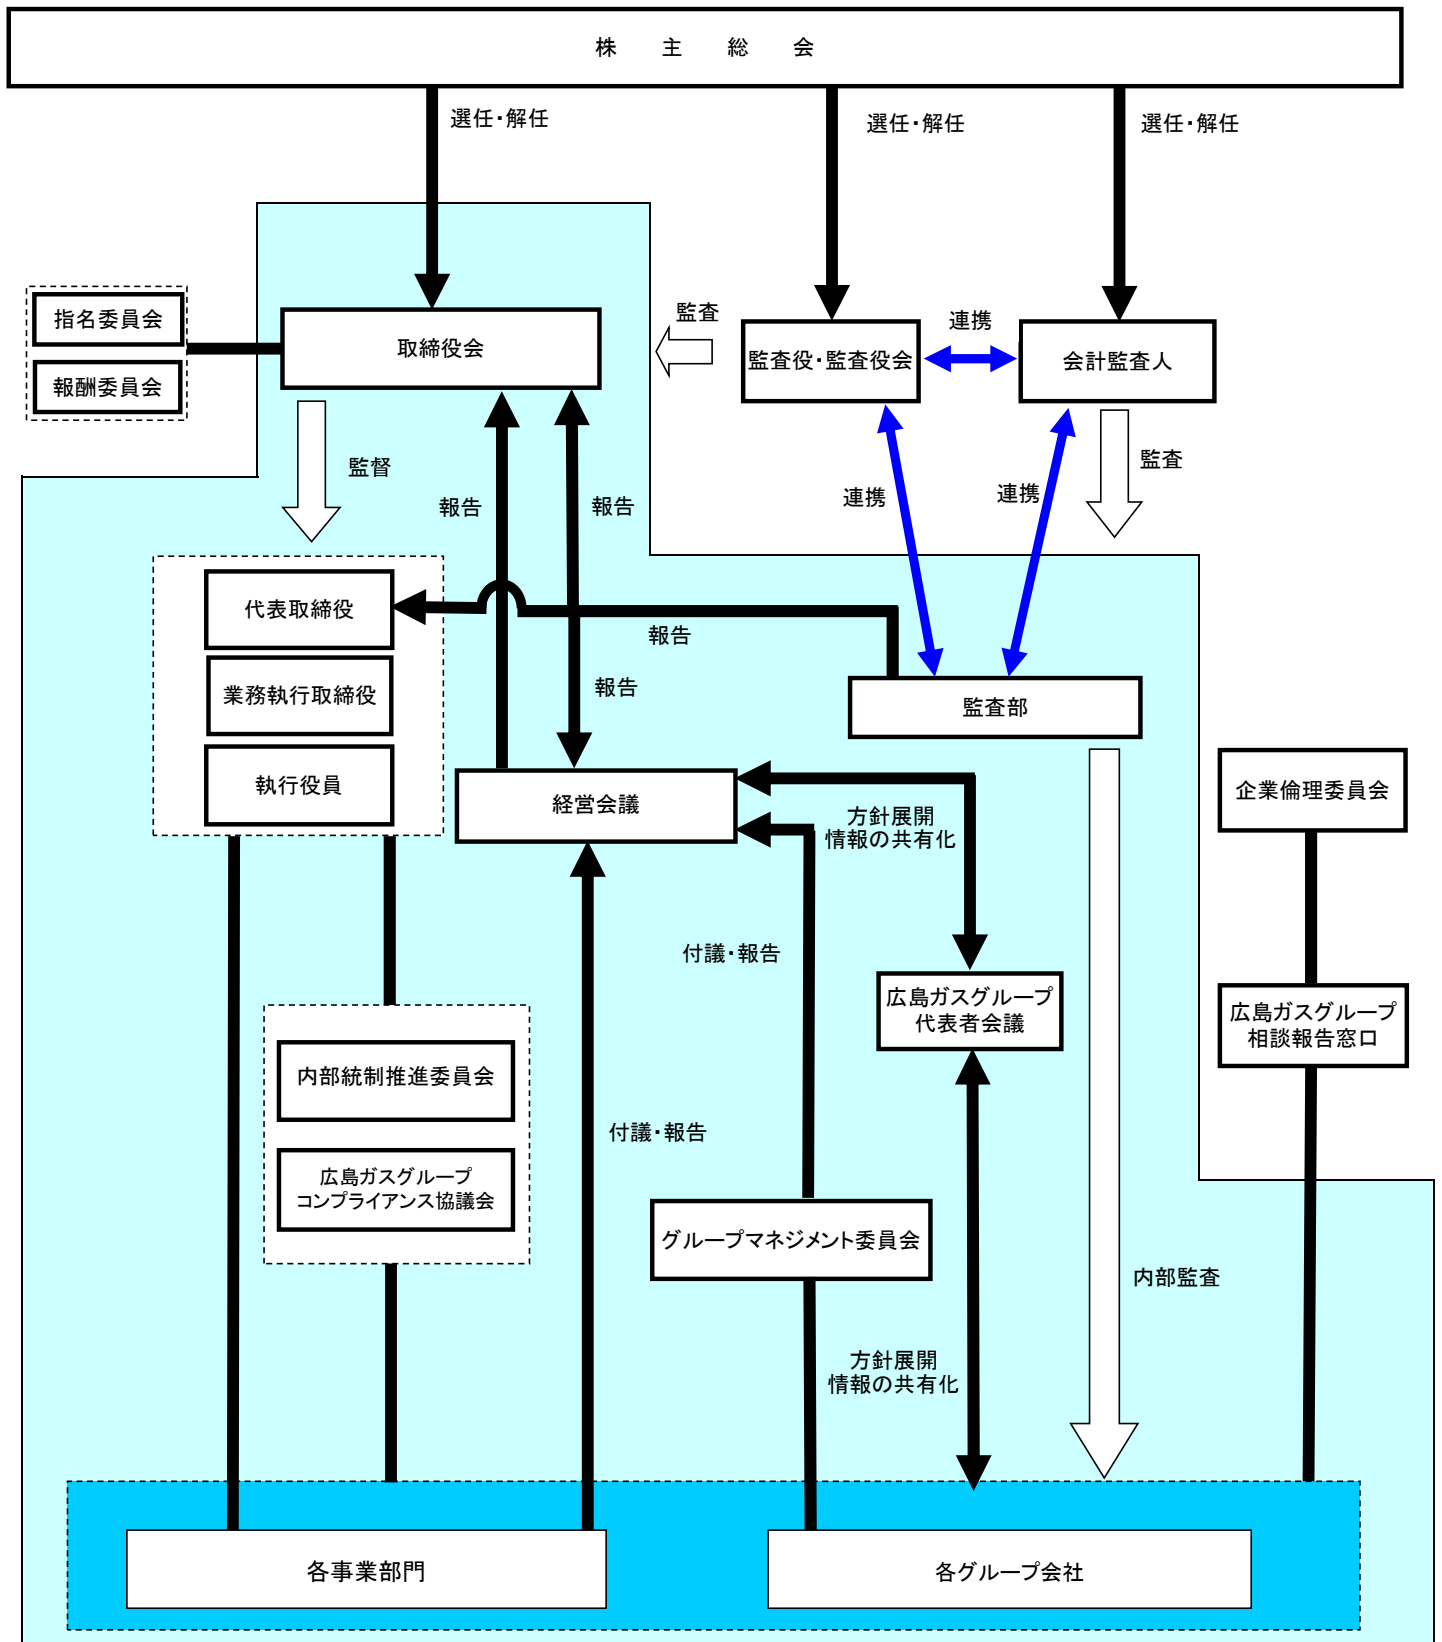 株 主 総 会
選任・解任
選任・解任
選任・解任
指名委員会
報酬委員会
取締役会
監査
監査役・監査役会
連携
会計監査人
監督
報告
報告
連携
連携
監査
代表取締役
業務執行取締役
執行役員
報告
報告
監査部
経営会議
方針展開
情報の共有化
企業倫理委員会
付議・報告
広島ガスグループ
代表者会議
広島ガスグループ
相談報告窓口
内部統制推進委員会
広島ガスグループ
コンプライアンス協議会
付議・報告
グループマネジメント委員会
内部監査
方針展開
情報の共有化
各事業部門
各グループ会社